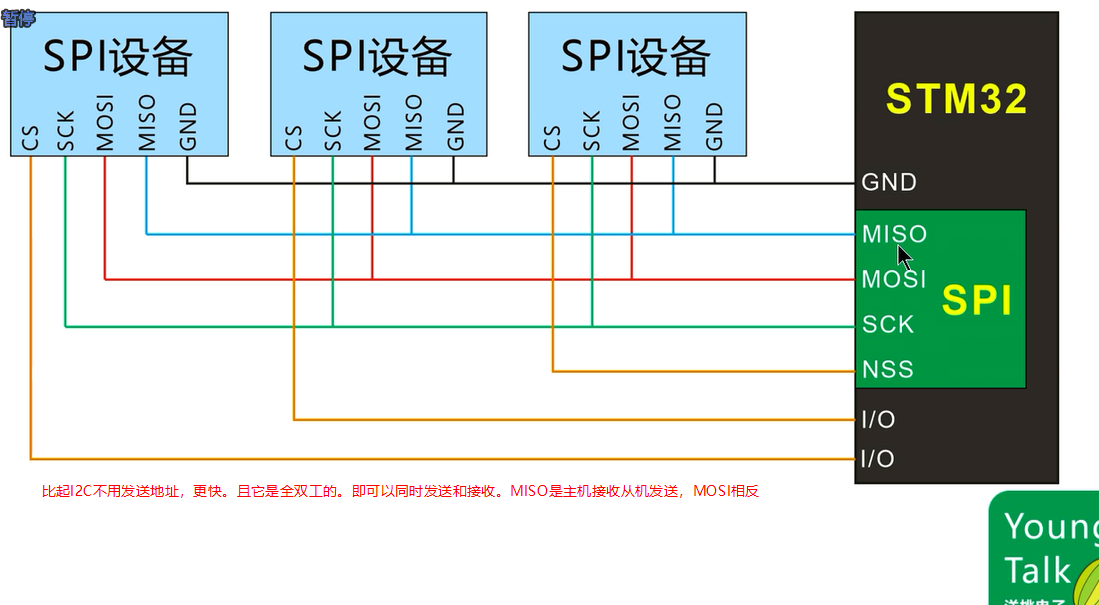 暂停
SPI设备
CS SCK MOSI MISO GND
SPI设备
CS SCK MOSI MISO GND
SPI设备
CS SCK MOSI MISO GND
STM32
GND
MISO
MOSI
SPI
SCK
NSS
I/O
I/O
比起I2C不用发送地址，更快。且它是全双工的。即可以同时发送和接收。MISO是主机接收从机发送，MOSI相反
Young
Talk